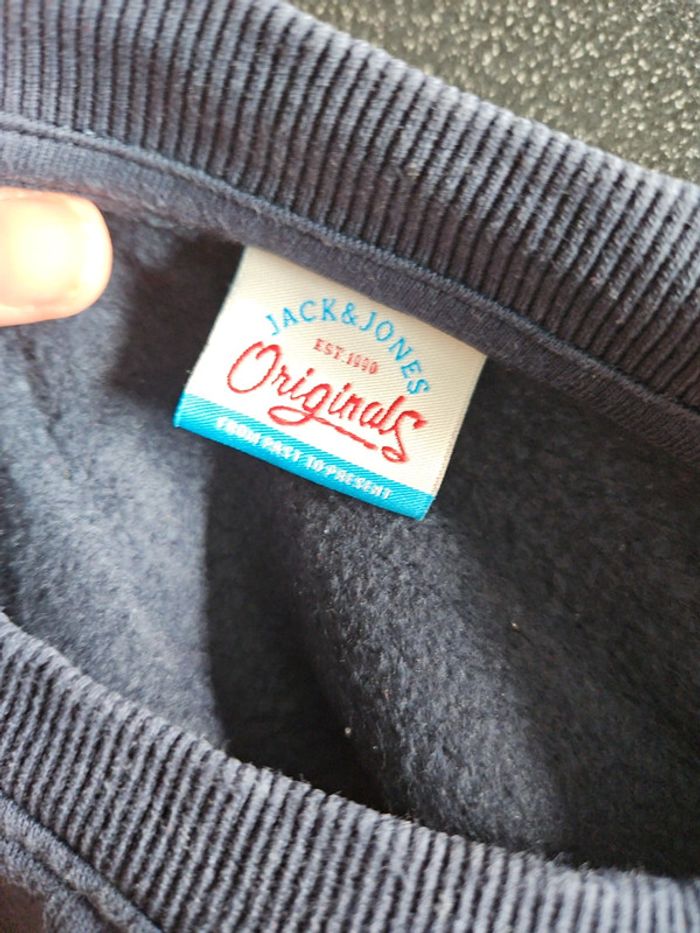 JACK&JONES
EST.1990
Originals
FROM PAST TO PRESENT